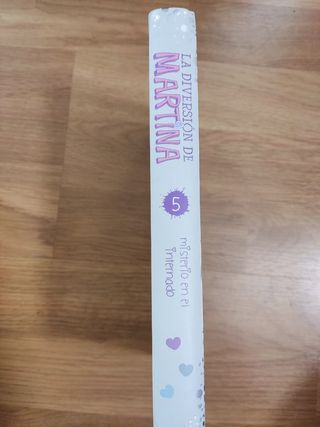 LA DIVERSIÓN DE
MARTINA
5
misterio en el
internado